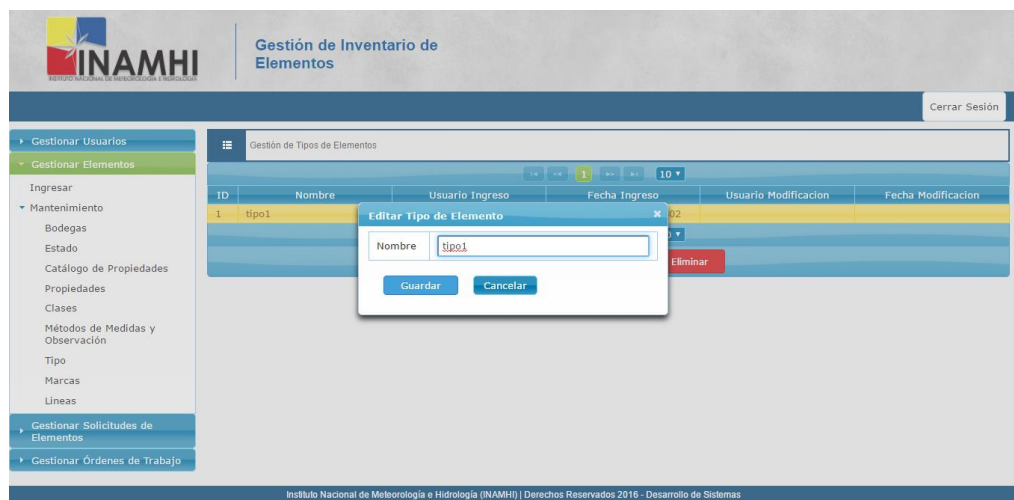 INAMHI
INSTITUTO NACIONAL DE METEOROLOGÍA E HIDROLOGÍA
Gestión de Inventario de
Elementos
Cerrar Sesión
Gestionar Usuarios
Gestionar Elementos
Ingresar
Mantenimiento
Bodegas
Estado
Catálogo de Propiedades
Propiedades
Clases
Métodos de Medidas y
Observación
Tipo
Marcas
Lineas
Gestionar Solicitudes de
Elementos
Gestionar Órdenes de Trabajo
Gestión de Tipos de Elementos
1 10
ID Nombre Usuario Ingreso Fecha Ingreso Usuario Modificacion Fecha Modificacion
1 tipo1 02
Eliminar
Editar Tipo de Elemento
Nombre tipo1
Guardar Cancelar
Instituto Nacional de Meteorología e Hidrología (INAMHI) | Derechos Reservados 2016 - Desarrollo de Sistemas